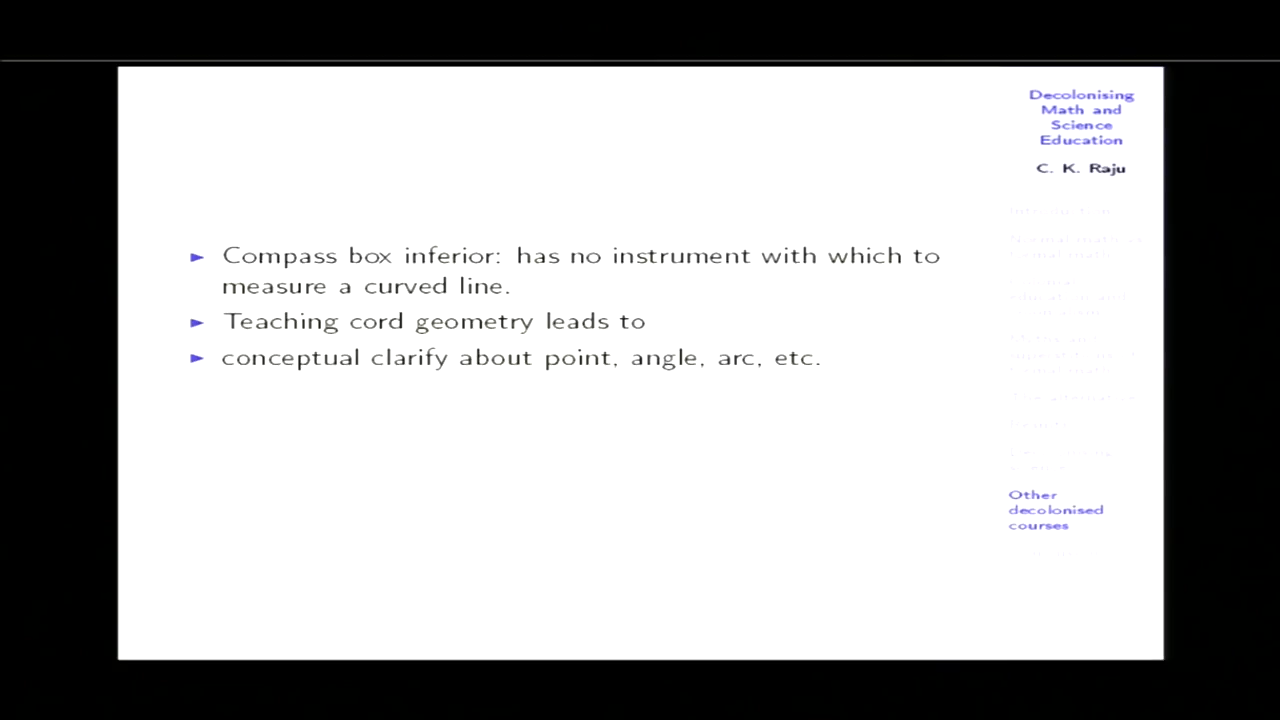 Decolonising
Math and
Science
Education
C. K. Raju
► Compass box inferior: has no instrument with which to
measure a curved line.
► Teaching cord geometry leads to
► conceptual clarify about point, angle, arc, etc.
Other
decolonised
courses